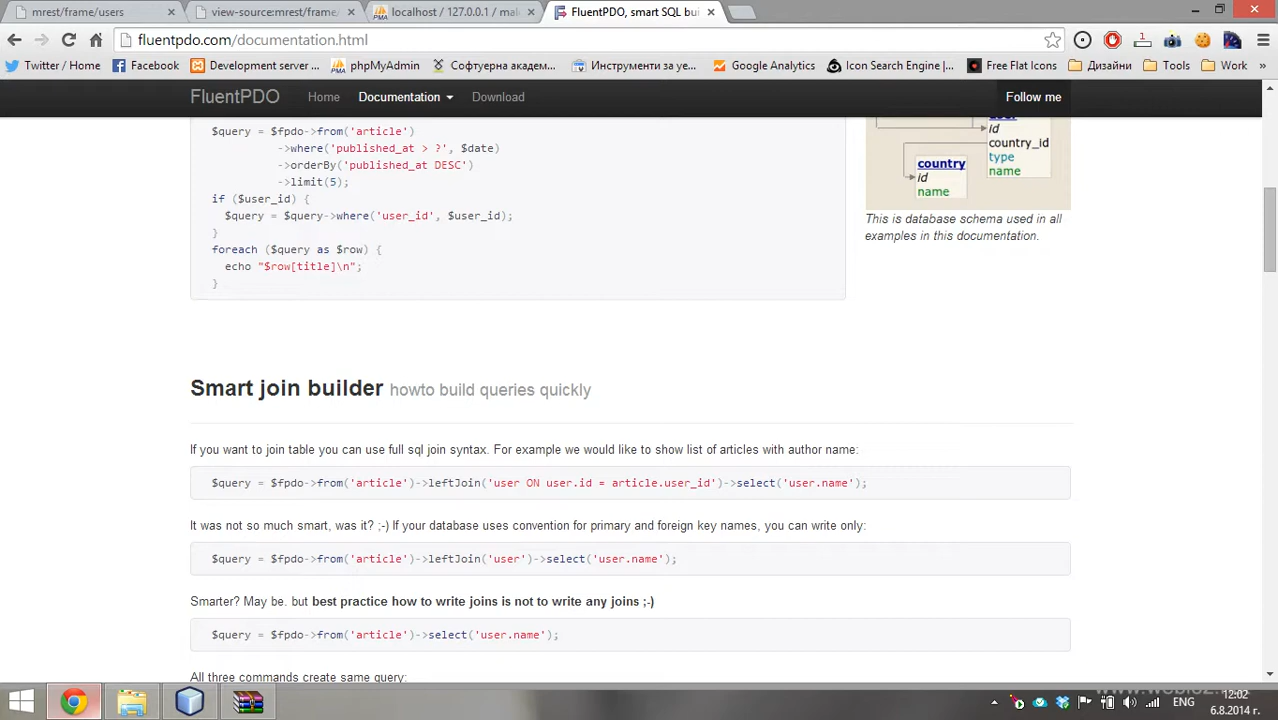 mrest/frame/users
view-source:mrest/frame/
localhost / 127.0.0.1 / mal
FluentPDO, smart SQL bui
fluentpdo.com/documentation.html
Twitter / Home
Facebook
Development server ...
phpMyAdmin
Софтуерна академ...
Инструменти за уе...
Google Analytics
Icon Search Engine |...
Free Flat Icons
Дизайни
Tools
Work
»
FluentPDO
Home
Documentation
Download
Follow me
$query = $fpdo->from('article')
->where('published_at > ?', $date)
->orderBy('published_at DESC')
->limit(5);
if ($user_id) {
$query = $query->where('user_id', $user_id);
}
foreach ($query as $row) {
echo "$row[title]\n";
}
user
id
country_id
type
name
country
id
name
This is database schema used in all
examples in this documentation.
Smart join builder howto build queries quickly
If you want to join table you can use full sql join syntax. For example we would like to show list of articles with author name:
$query = $fpdo->from('article')->leftJoin('user ON user.id = article.user_id')->select('user.name');
It was not so much smart, was it? ;-) If your database uses convention for primary and foreign key names, you can write only:
$query = $fpdo->from('article')->leftJoin('user')->select('user.name');
Smarter? May be. but best practice how to write joins is not to write any joins ;-)
$query = $fpdo->from('article')->select('user.name');
All three commands create same query:
ENG
12:02
6.8.2014 г.